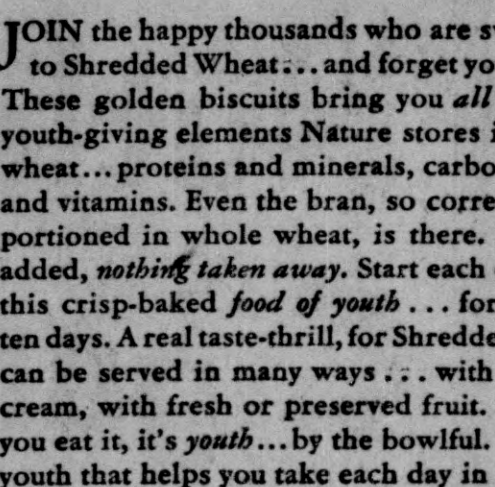 JOIN the happy thousands who are s
to Shredded Wheat... and forget yo
These golden biscuits bring you all
youth-giving elements Nature stores i
wheat... proteins and minerals, carbo
and vitamins. Even the bran, so corre
portioned in whole wheat, is there.
added, nothing taken away. Start each
this crisp-baked food of youth ... for
ten days. A real taste-thrill, for Shredde
can be served in many ways ... with
cream, with fresh or preserved fruit.
you eat it, it's youth... by the bowlful.
youth that helps you take each day in